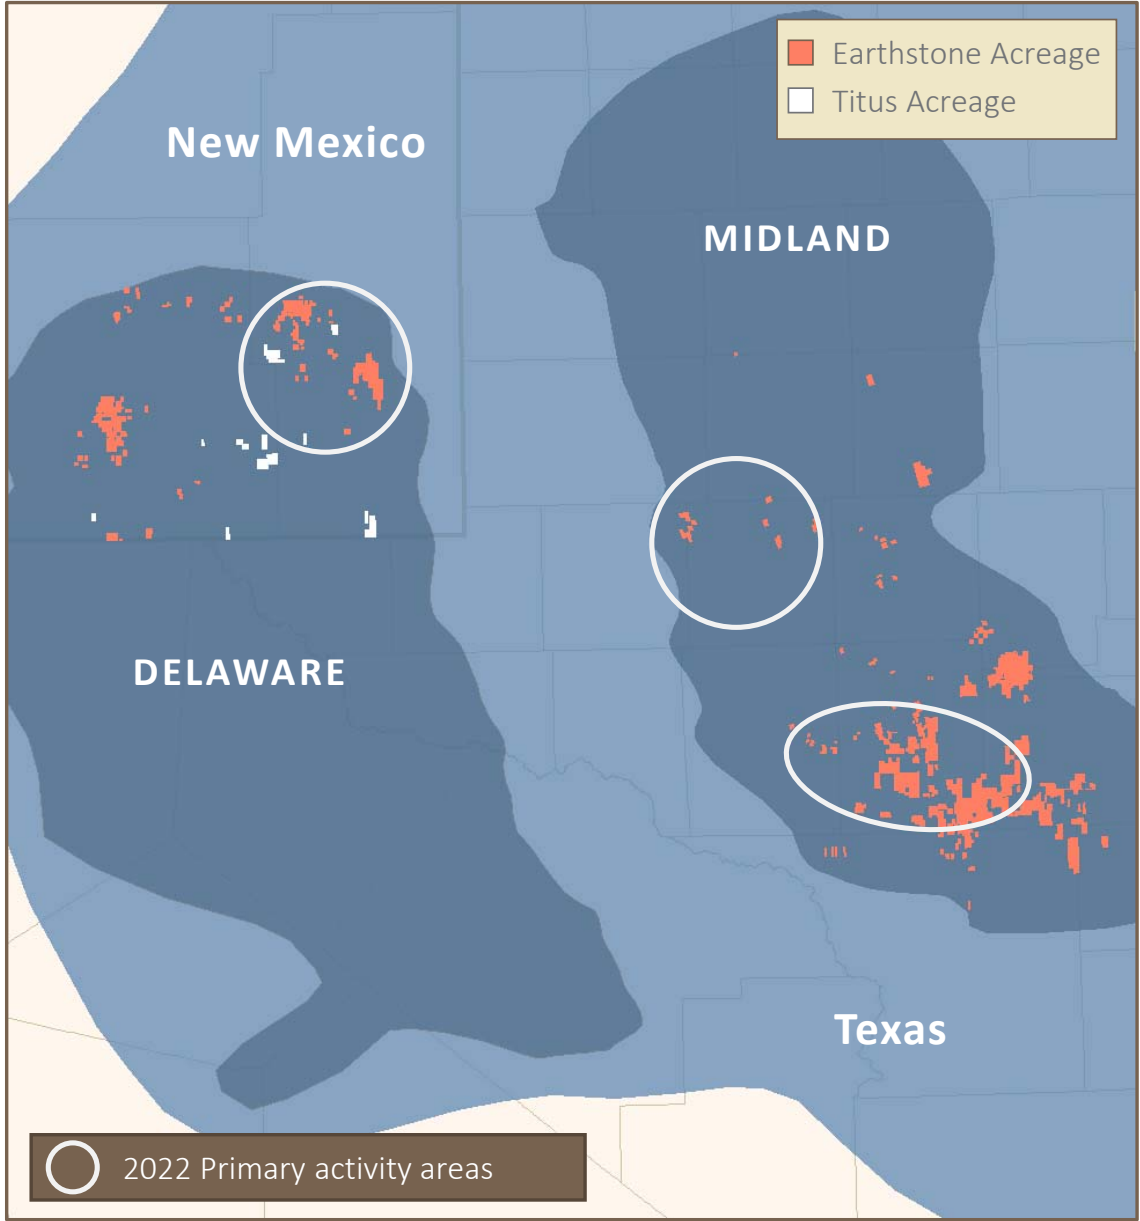 Earthstone Acreage
Titus Acreage
New Mexico
MIDLAND
DELAWARE
Texas
2022 Primary activity areas